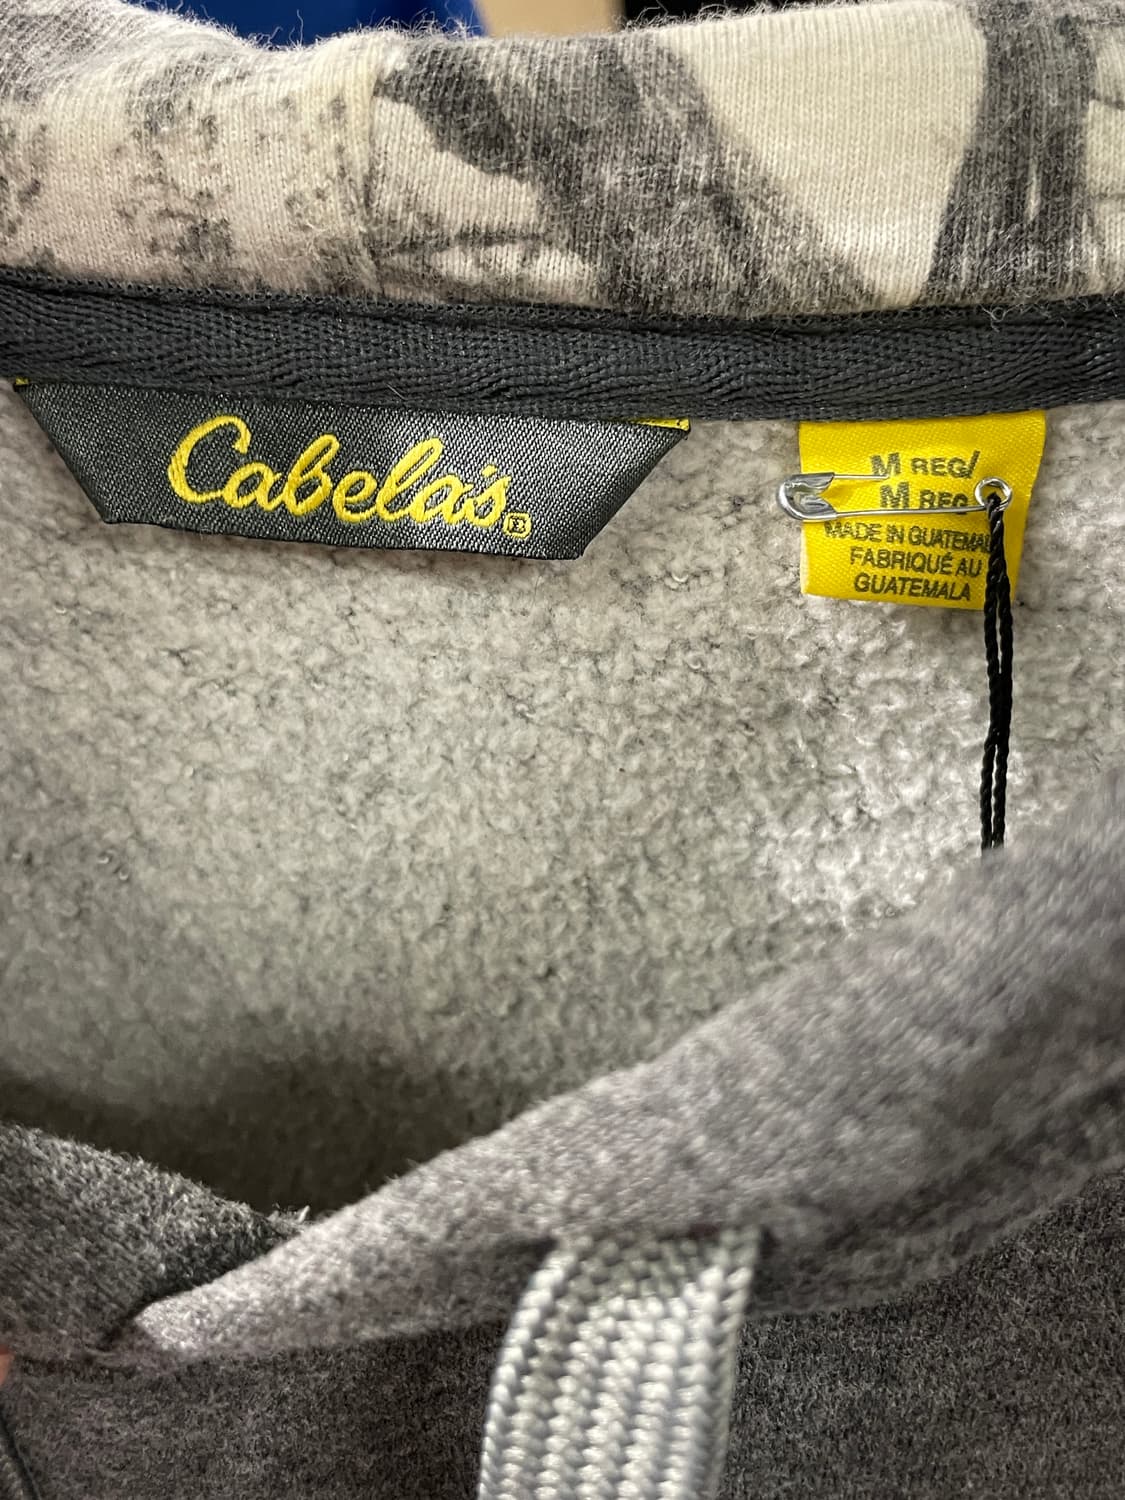 Cabela's®
M REG/
M REG
MADE IN GUATEMALA
FABRIQUÉ AU
GUATEMALA